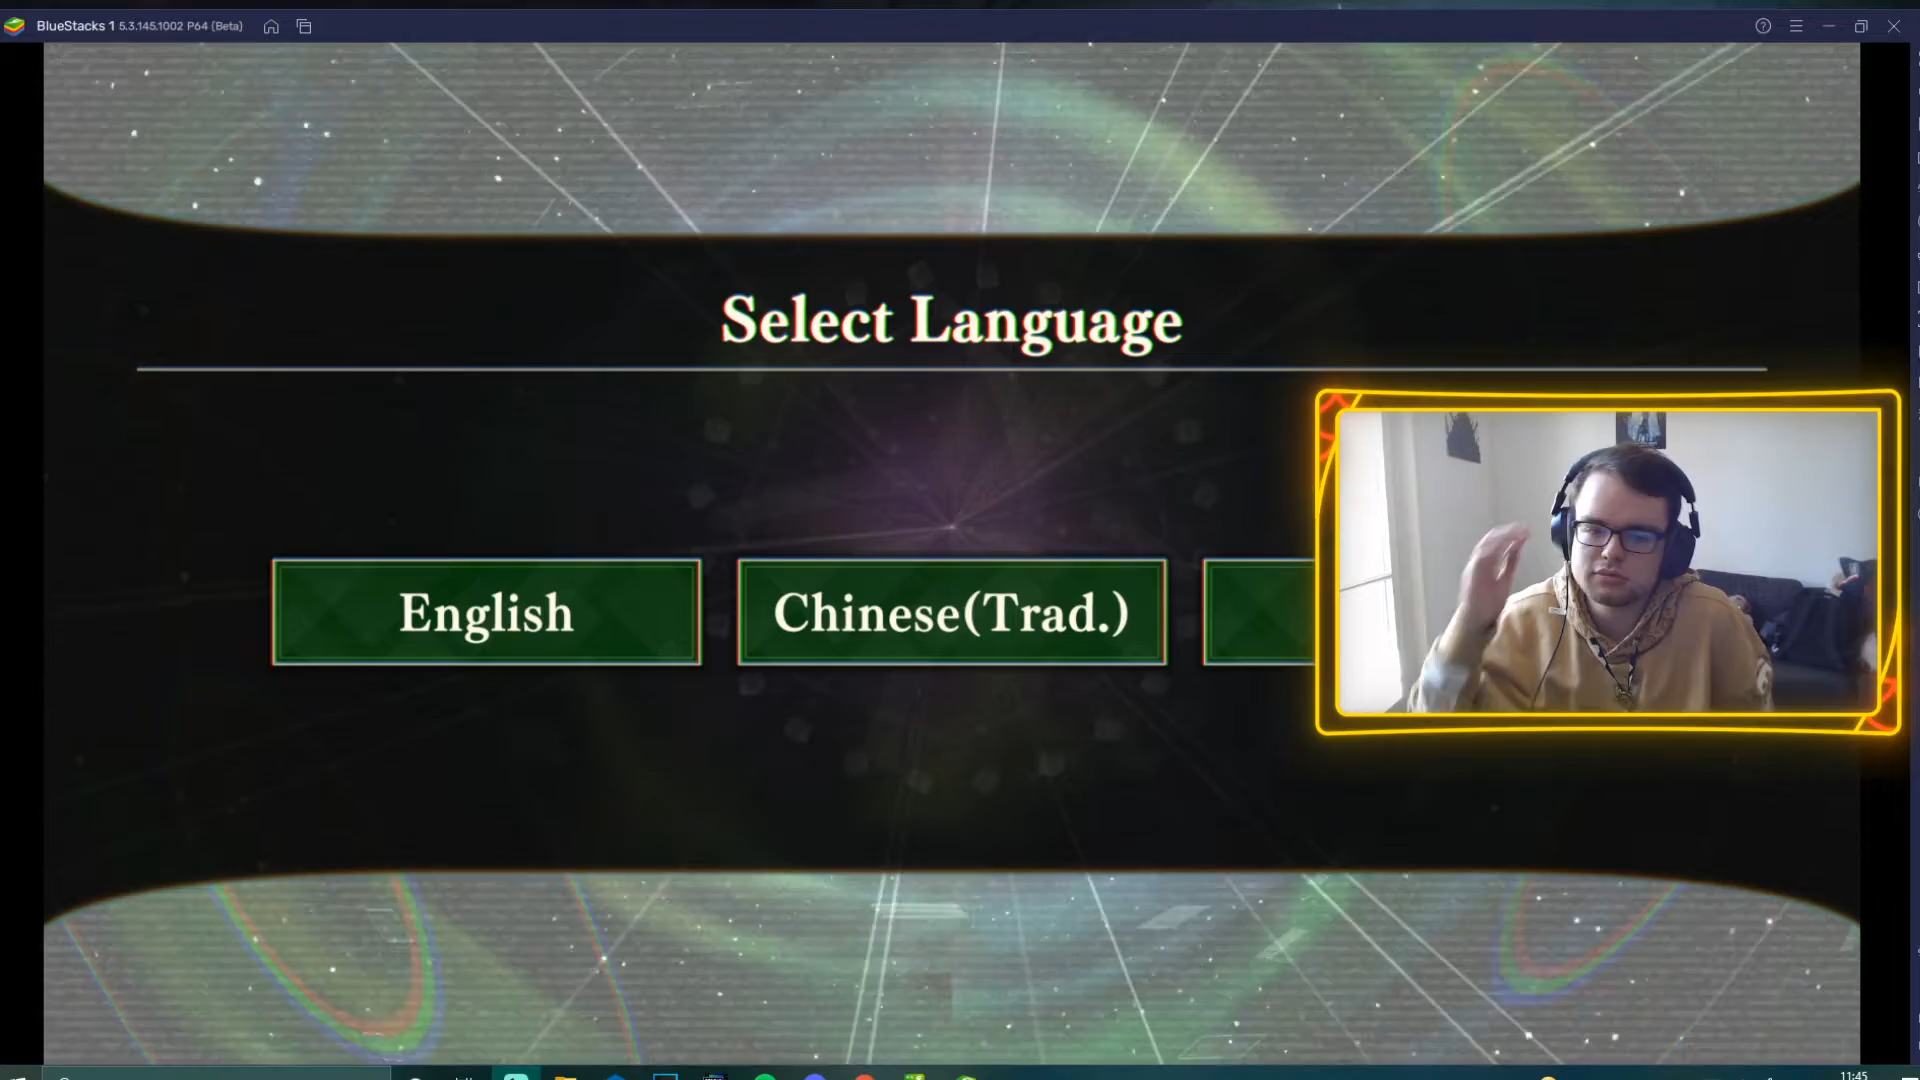 BlueStacks 1 5.3.145.1002 P64 (Beta)
Select Language
English
Chinese(Trad.)
11:45